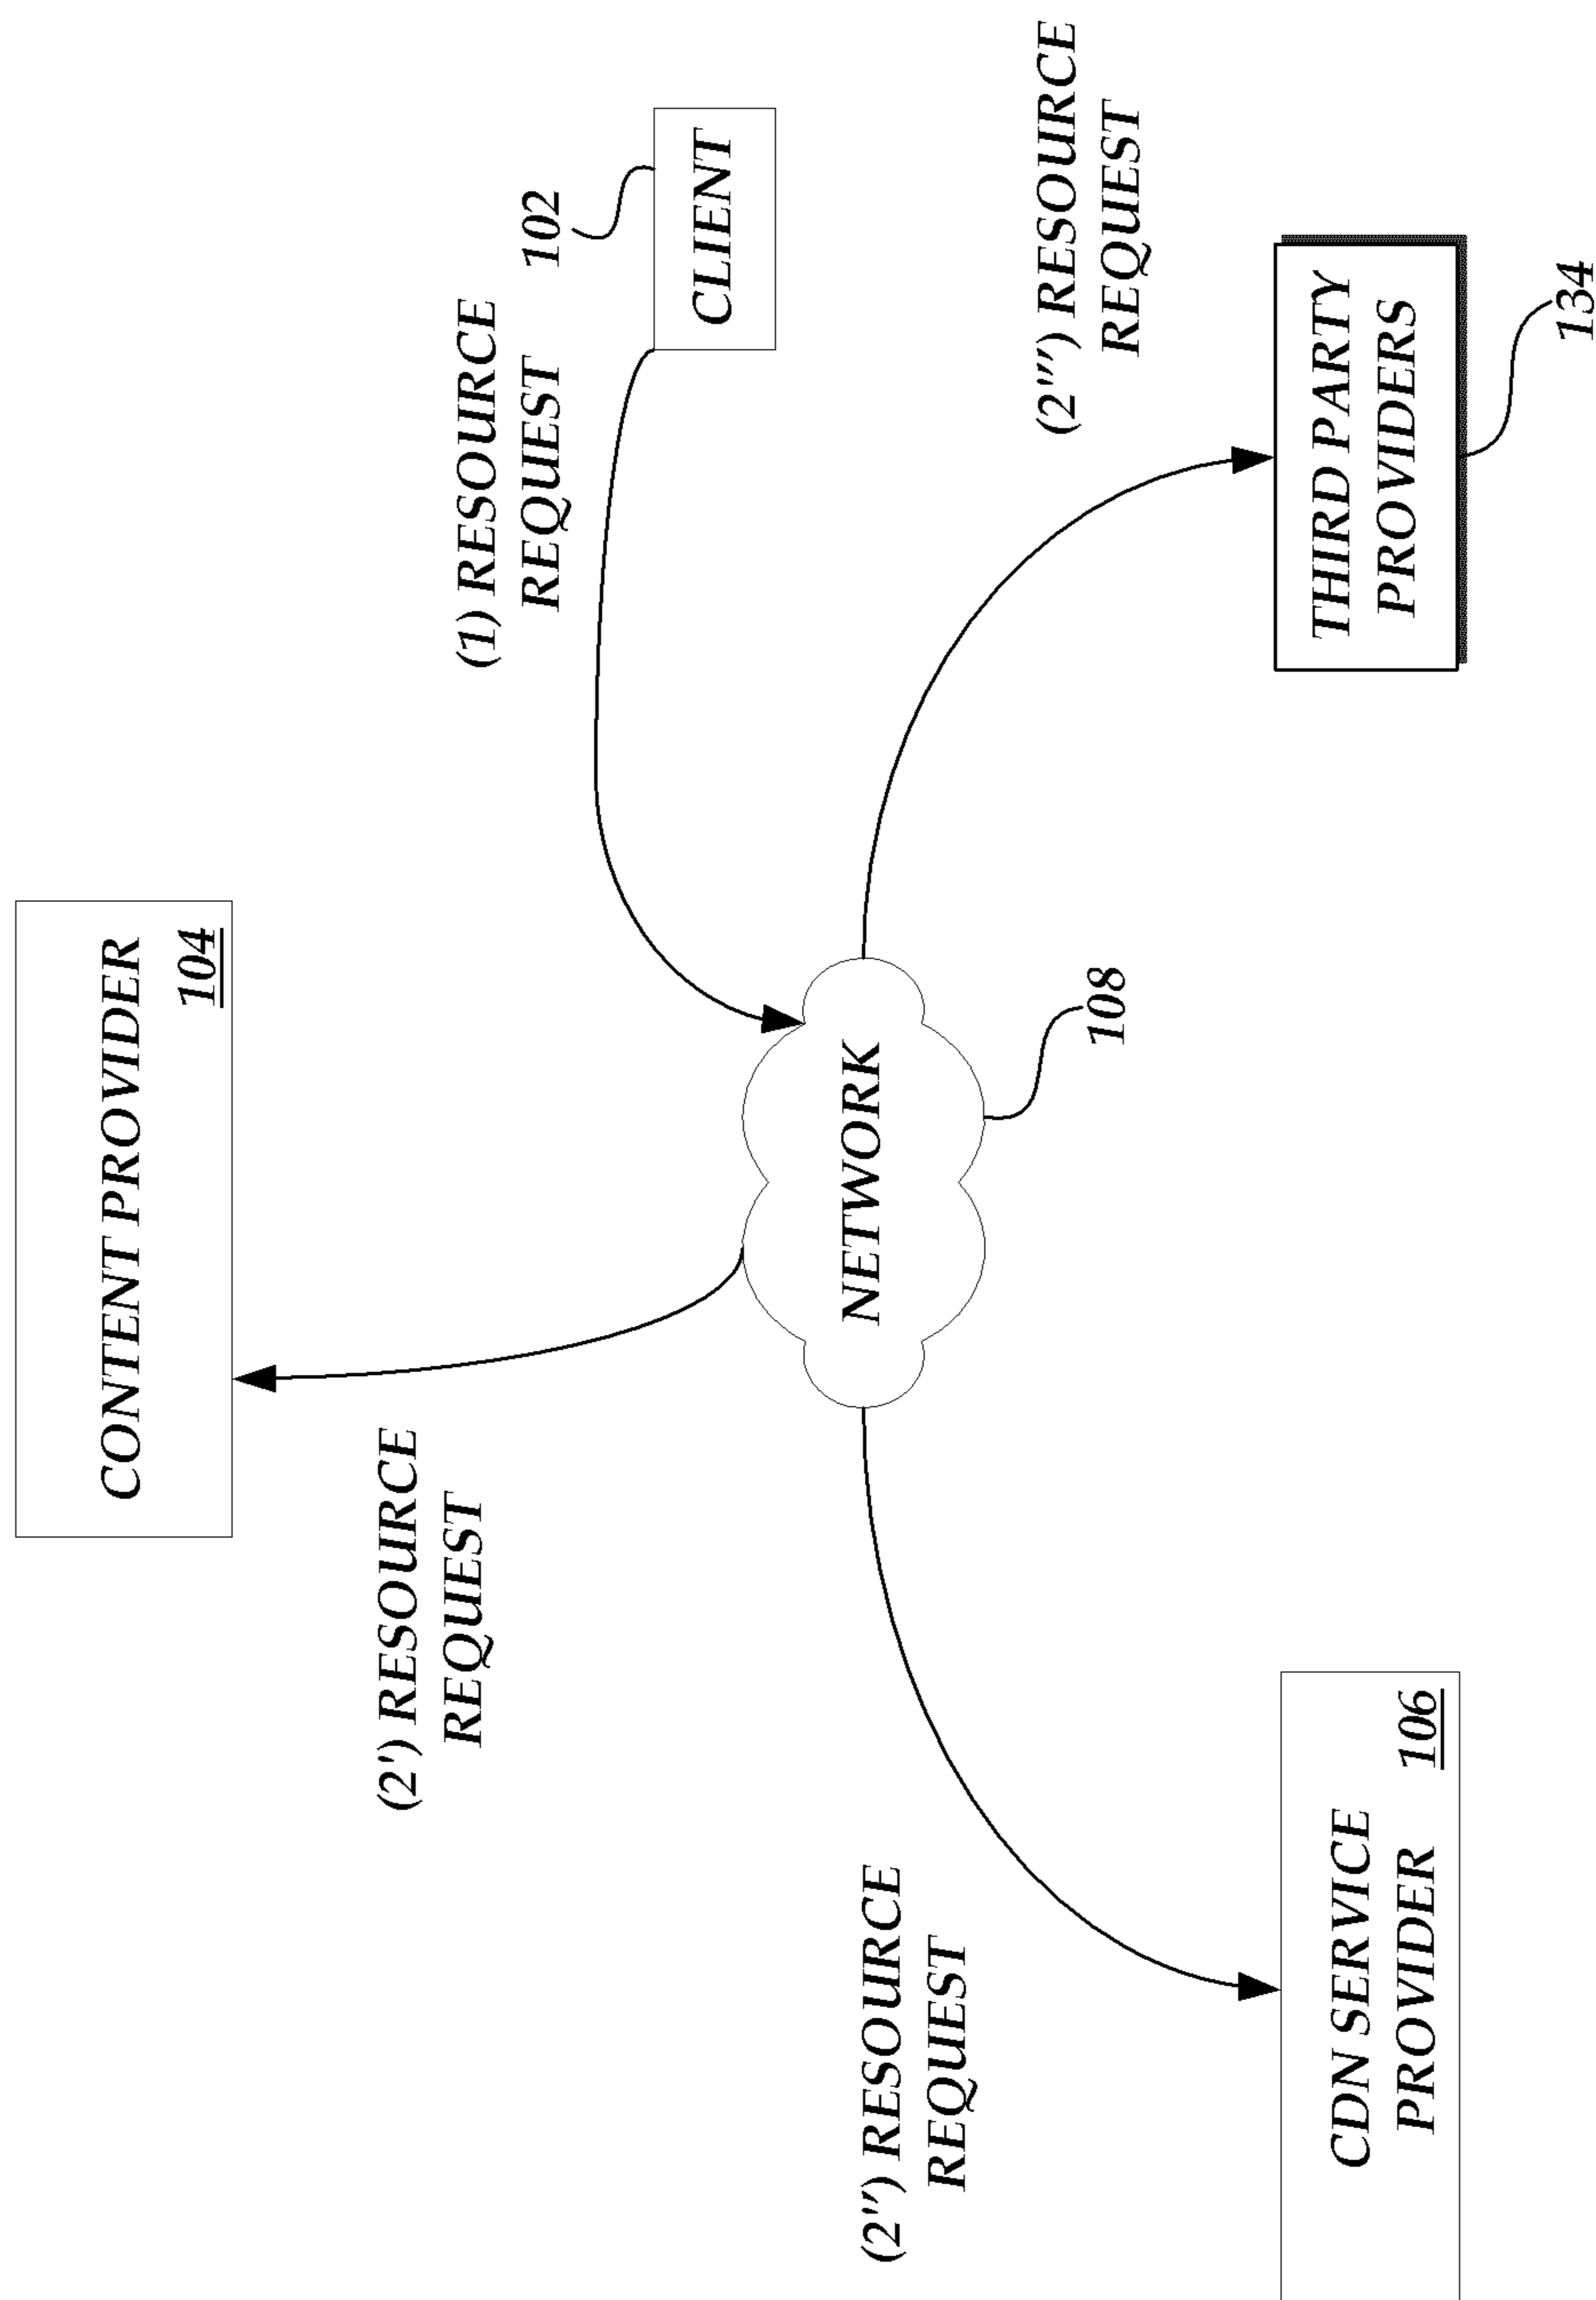 CONTENT PROVIDER
104
(1) RESOURCE
REQUEST
102
CLIENT
(2') RESOURCE
REQUEST
NETWORK
108
(2'') RESOURCE
REQUEST
(2''') RESOURCE
REQUEST
CDN SERVICE
PROVIDER
106
THIRD PARTY
PROVIDERS
134